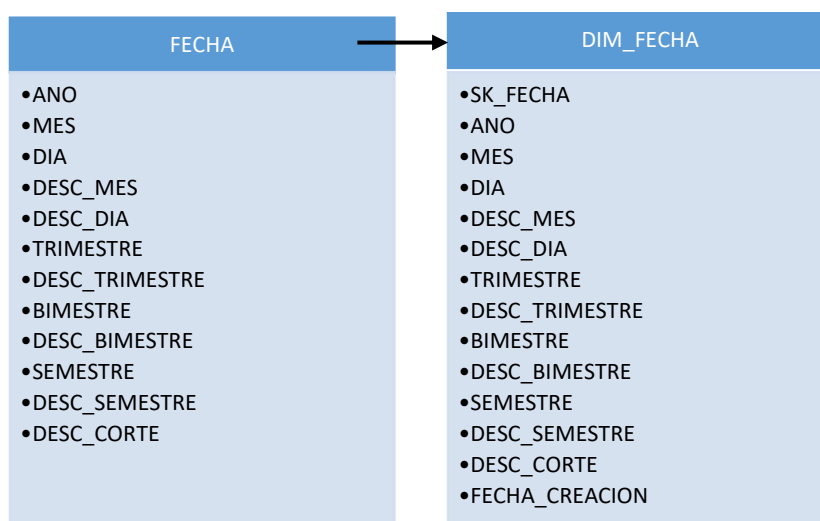 FECHA
•ANO
•MES
•DIA
•DESC_MES
•DESC_DIA
•TRIMESTRE
•DESC_TRIMESTRE
•BIMESTRE
•DESC_BIMESTRE
•SEMESTRE
•DESC_SEMESTRE
•DESC_CORTE
DIM_FECHA
•SK_FECHA
•ANO
•MES
•DIA
•DESC_MES
•DESC_DIA
•TRIMESTRE
•DESC_TRIMESTRE
•BIMESTRE
•DESC_BIMESTRE
•SEMESTRE
•DESC_SEMESTRE
•DESC_CORTE
•FECHA_CREACION